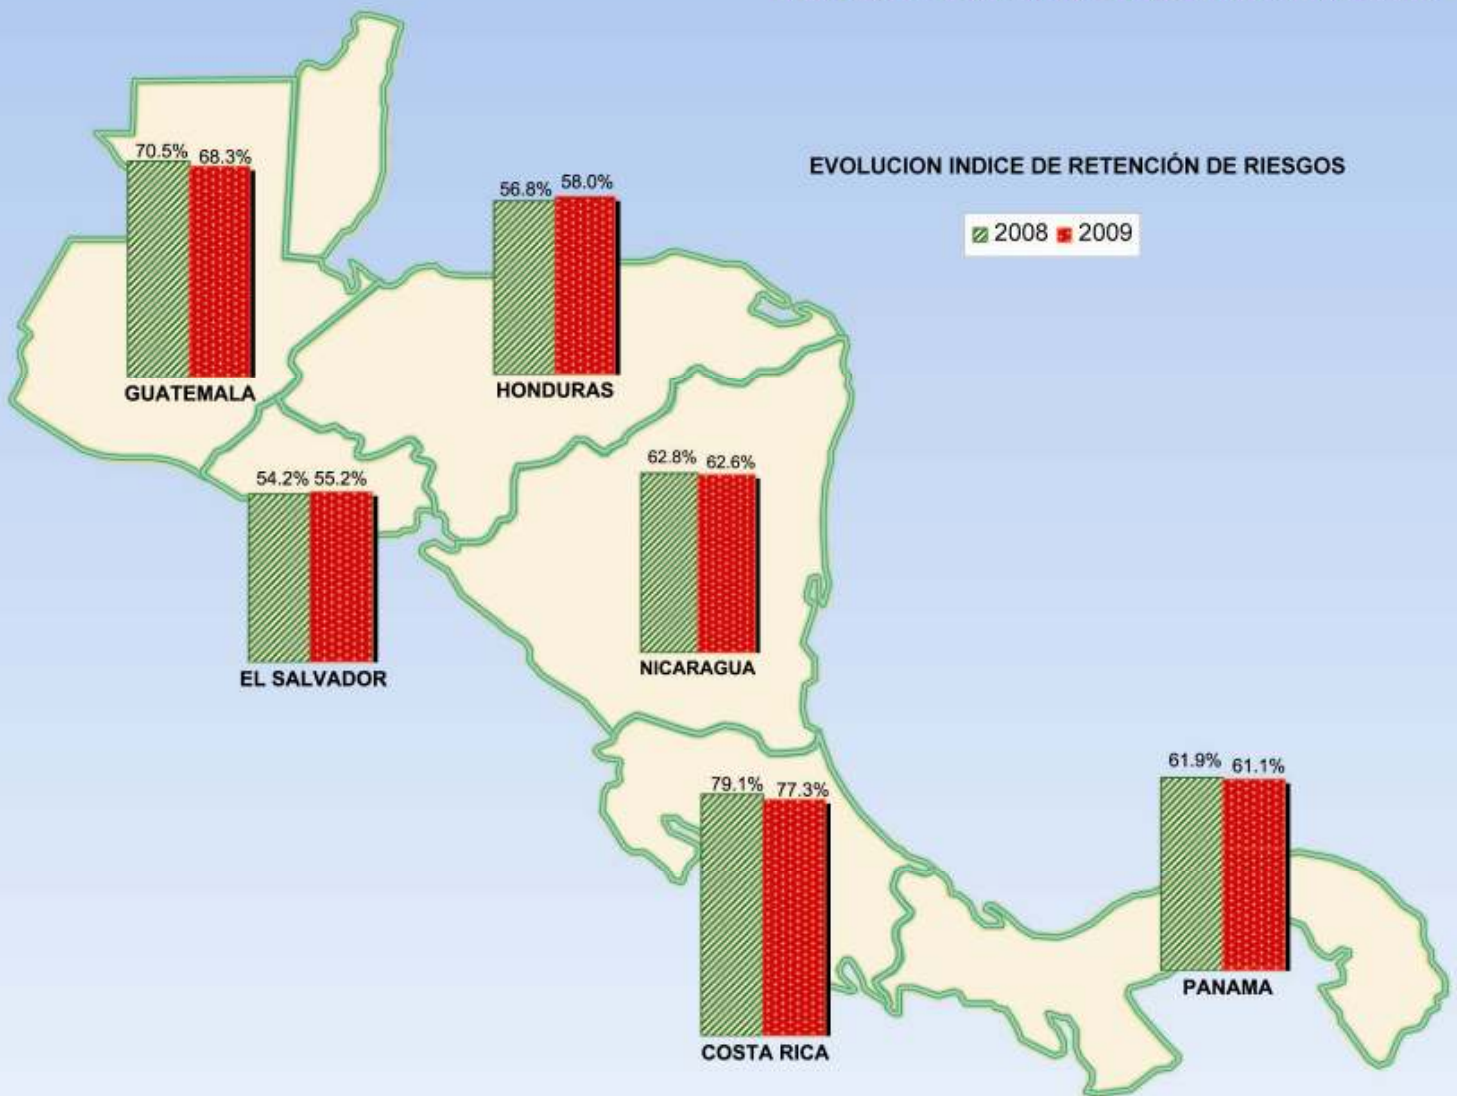 70.5% 68.3%
GUATEMALA
56.8% 58.0%
HONDURAS
EVOLUCION INDICE DE RETENCIÓN DE RIESGOS
2008 2009
54.2% 55.2%
EL SALVADOR
62.8% 62.6%
NICARAGUA
79.1% 77.3%
COSTA RICA
61.9% 61.1%
PANAMA